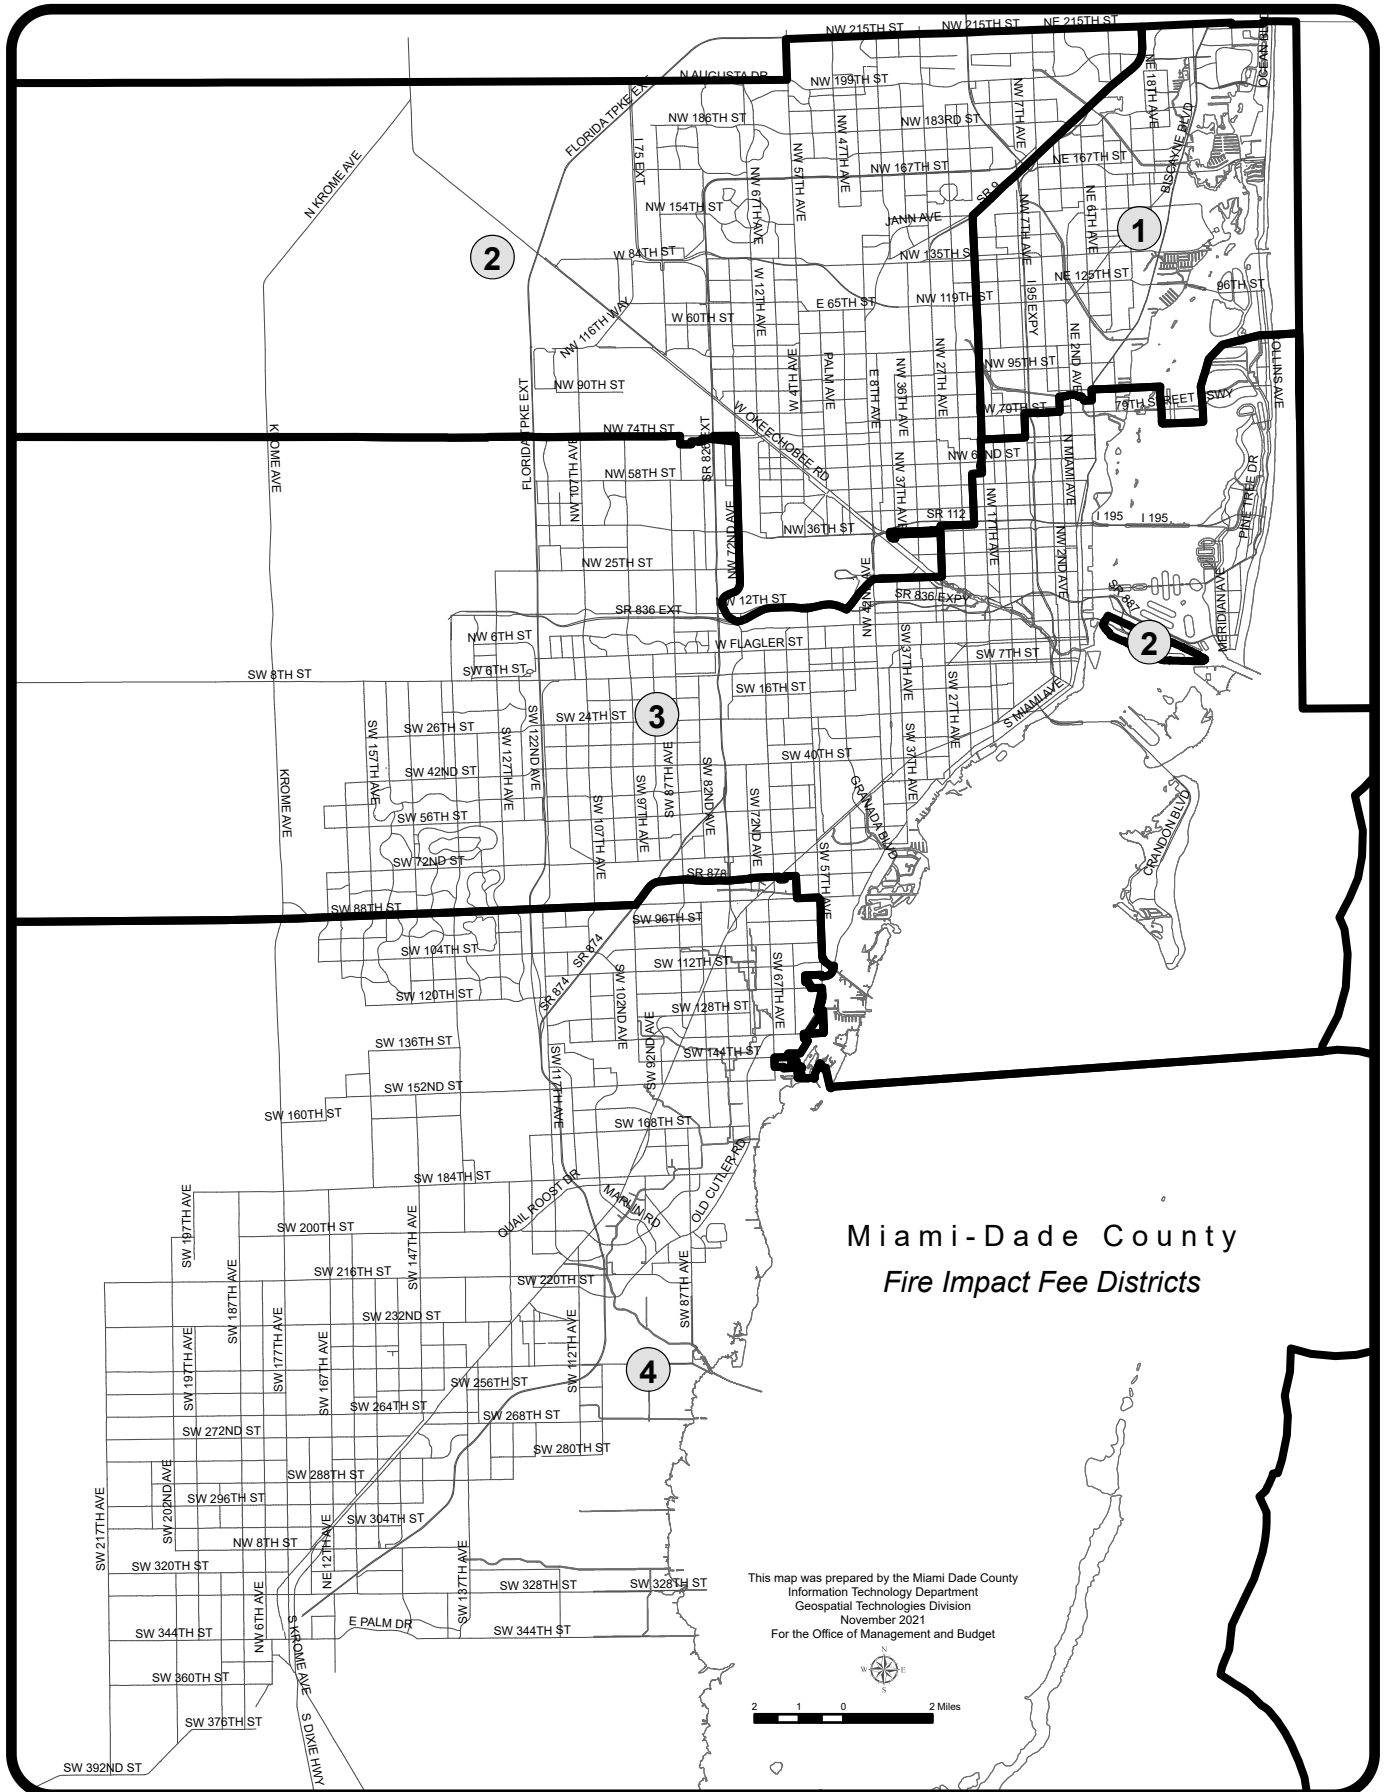 NW 215TH ST
NW 215TH ST
NE 215TH ST
OCEAN BLVD
N AUGUSTA DR
NW 199TH ST
NE 18TH AVE
FLORIDA TPKE EXT
NW 7TH AVE
NW 186TH ST
NW 47TH AVE
NW 183RD ST
BISCAYNE BLVD
I 75 EXT
NW 57TH AVE
NE 167TH ST
N KROME AVE
NW 67TH AVE
NW 167TH ST
SR 9
NW 154TH ST
JANN AVE
NW 7TH AVE
NE 6TH AVE
1
2
W 84TH ST
NW 135TH S
W 12TH AVE
NE 125TH ST
96TH ST
E 65TH ST
NW 119TH ST
I 95 EXPY
NW 116TH WAY
W 60TH ST
NE 2ND AVE
COLLINS AVE
W 4TH AVE
PALM AVE
E 8TH AVE
NW 36TH AVE
NW 27TH AVE
NW 95TH ST
NW 90TH ST
FLORIDA TPKE EXT
79TH STREET CSWY
W 79TH ST
KROME AVE
NW 74TH ST
SR 826 EXT
W OKEECHOBEE RD
NW 107TH AVE
NW 62ND ST
N MIAMI AVE
NW 58TH ST
NW 37TH AVE
PINE TREE DR
NW 72ND AVE
NW 36TH ST
SR 112
NW 17TH AVE
I 195
I 195
NW 25TH ST
NW 42ND AVE
NW 2ND AVE
MERIDIAN AVE
W 12TH ST
SR 836 EXPY
SR 887
SR 836 EXT
NW 6TH ST
W FLAGLER ST
2
SW 8TH ST
SW 6TH ST
SW 37TH AVE
SW 7TH ST
SW 16TH ST
SW 27TH AVE
S MIAMI AVE
SW 157TH AVE
SW 26TH ST
SW 127TH AVE
SW 122ND AVE
SW 24TH ST
3
SW 37TH AVE
SW 40TH ST
KROME AVE
SW 42ND ST
SW 97TH AVE
SW 87TH AVE
SW 82ND AVE
SW 72ND AVE
GRANADA BLVD
CRANDON BLVD
SW 56TH ST
SW 107TH AVE
SW 57TH AVE
SW 72ND ST
SR 878
SW 88TH ST
SW 96TH ST
SW 104TH ST
SR 874
SR 874
SW 112TH ST
SW 67TH AVE
SW 120TH ST
SW 102ND AVE
SW 128TH ST
SW 92ND AVE
SW 136TH ST
SW 144TH ST
SW 117TH AVE
SW 152ND ST
SW 160TH ST
SW 168TH ST
SW 184TH ST
QUAIL ROOST DR
MARLIN RD
OLD CUTLER RD
SW 197TH AVE
SW 200TH ST
SW 147TH AVE
Miami-Dade County
Fire Impact Fee Districts
SW 187TH AVE
SW 216TH ST
SW 220TH ST
SW 87TH AVE
SW 232ND ST
SW 197TH AVE
SW 177TH AVE
SW 167TH AVE
SW 112TH AVE
4
SW 256TH ST
SW 264TH ST
SW 268TH ST
SW 272ND ST
SW 280TH ST
SW 288TH ST
SW 202ND AVE
SW 296TH ST
SW 217TH AVE
SW 304TH ST
NW 8TH ST
NE 12TH AVE
SW 137TH AVE
SW 320TH ST
SW 328TH ST
SW 328TH ST
NW 6TH AVE
S KROME AVE
E PALM DR
SW 344TH ST
SW 344TH ST
SW 360TH ST
SW 376TH ST
S DIXIE HWY
SW 392ND ST
This map was prepared by the Miami Dade County
Information Technology Department
Geospatial Technologies Division
November 2021
For the Office of Management and Budget
N
W E
S
2 1 0 2 Miles